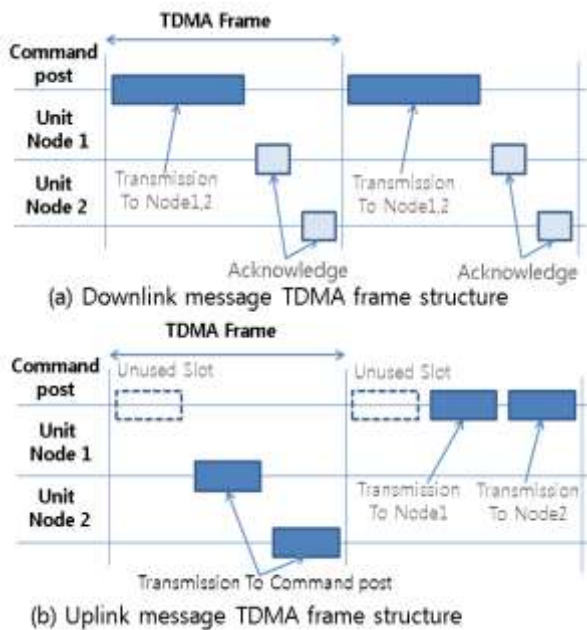 TDMA Frame
Command
post
Unit
Node 1
Unit
Node 2
Transmission
To Node1,2
Transmission
To Node1,2
Acknowledge
Acknowledge
(a) Downlink message TDMA frame structure
TDMA Frame
Command
post
Unused Slot
Unused Slot
Unit
Node 1
Unit
Node 2
Transmission
To Node1
Transmission
To Node2
Transmission To Command post
(b) Uplink message TDMA frame structure